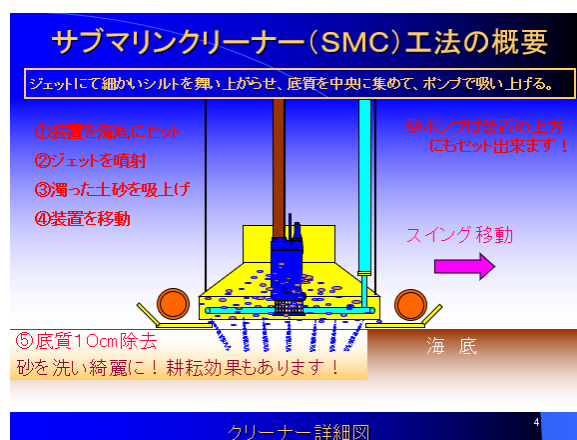 サブマリンクリーナー（SMC）工法の概要
ジェットにて細かいシルトを舞い上がらせ、底質を中央に集めて、ポンプで吸い上げる。
①装置を海底にセット
②ジェットを噴射
③濁った土砂を吸上げ
④装置を移動
ポンプは装置の上方
にもセット出来ます！
スイング移動
⑤底質10cm除去
砂を洗い綺麗に！耕耘効果もあります！
海 底
クリーナー詳細図
4